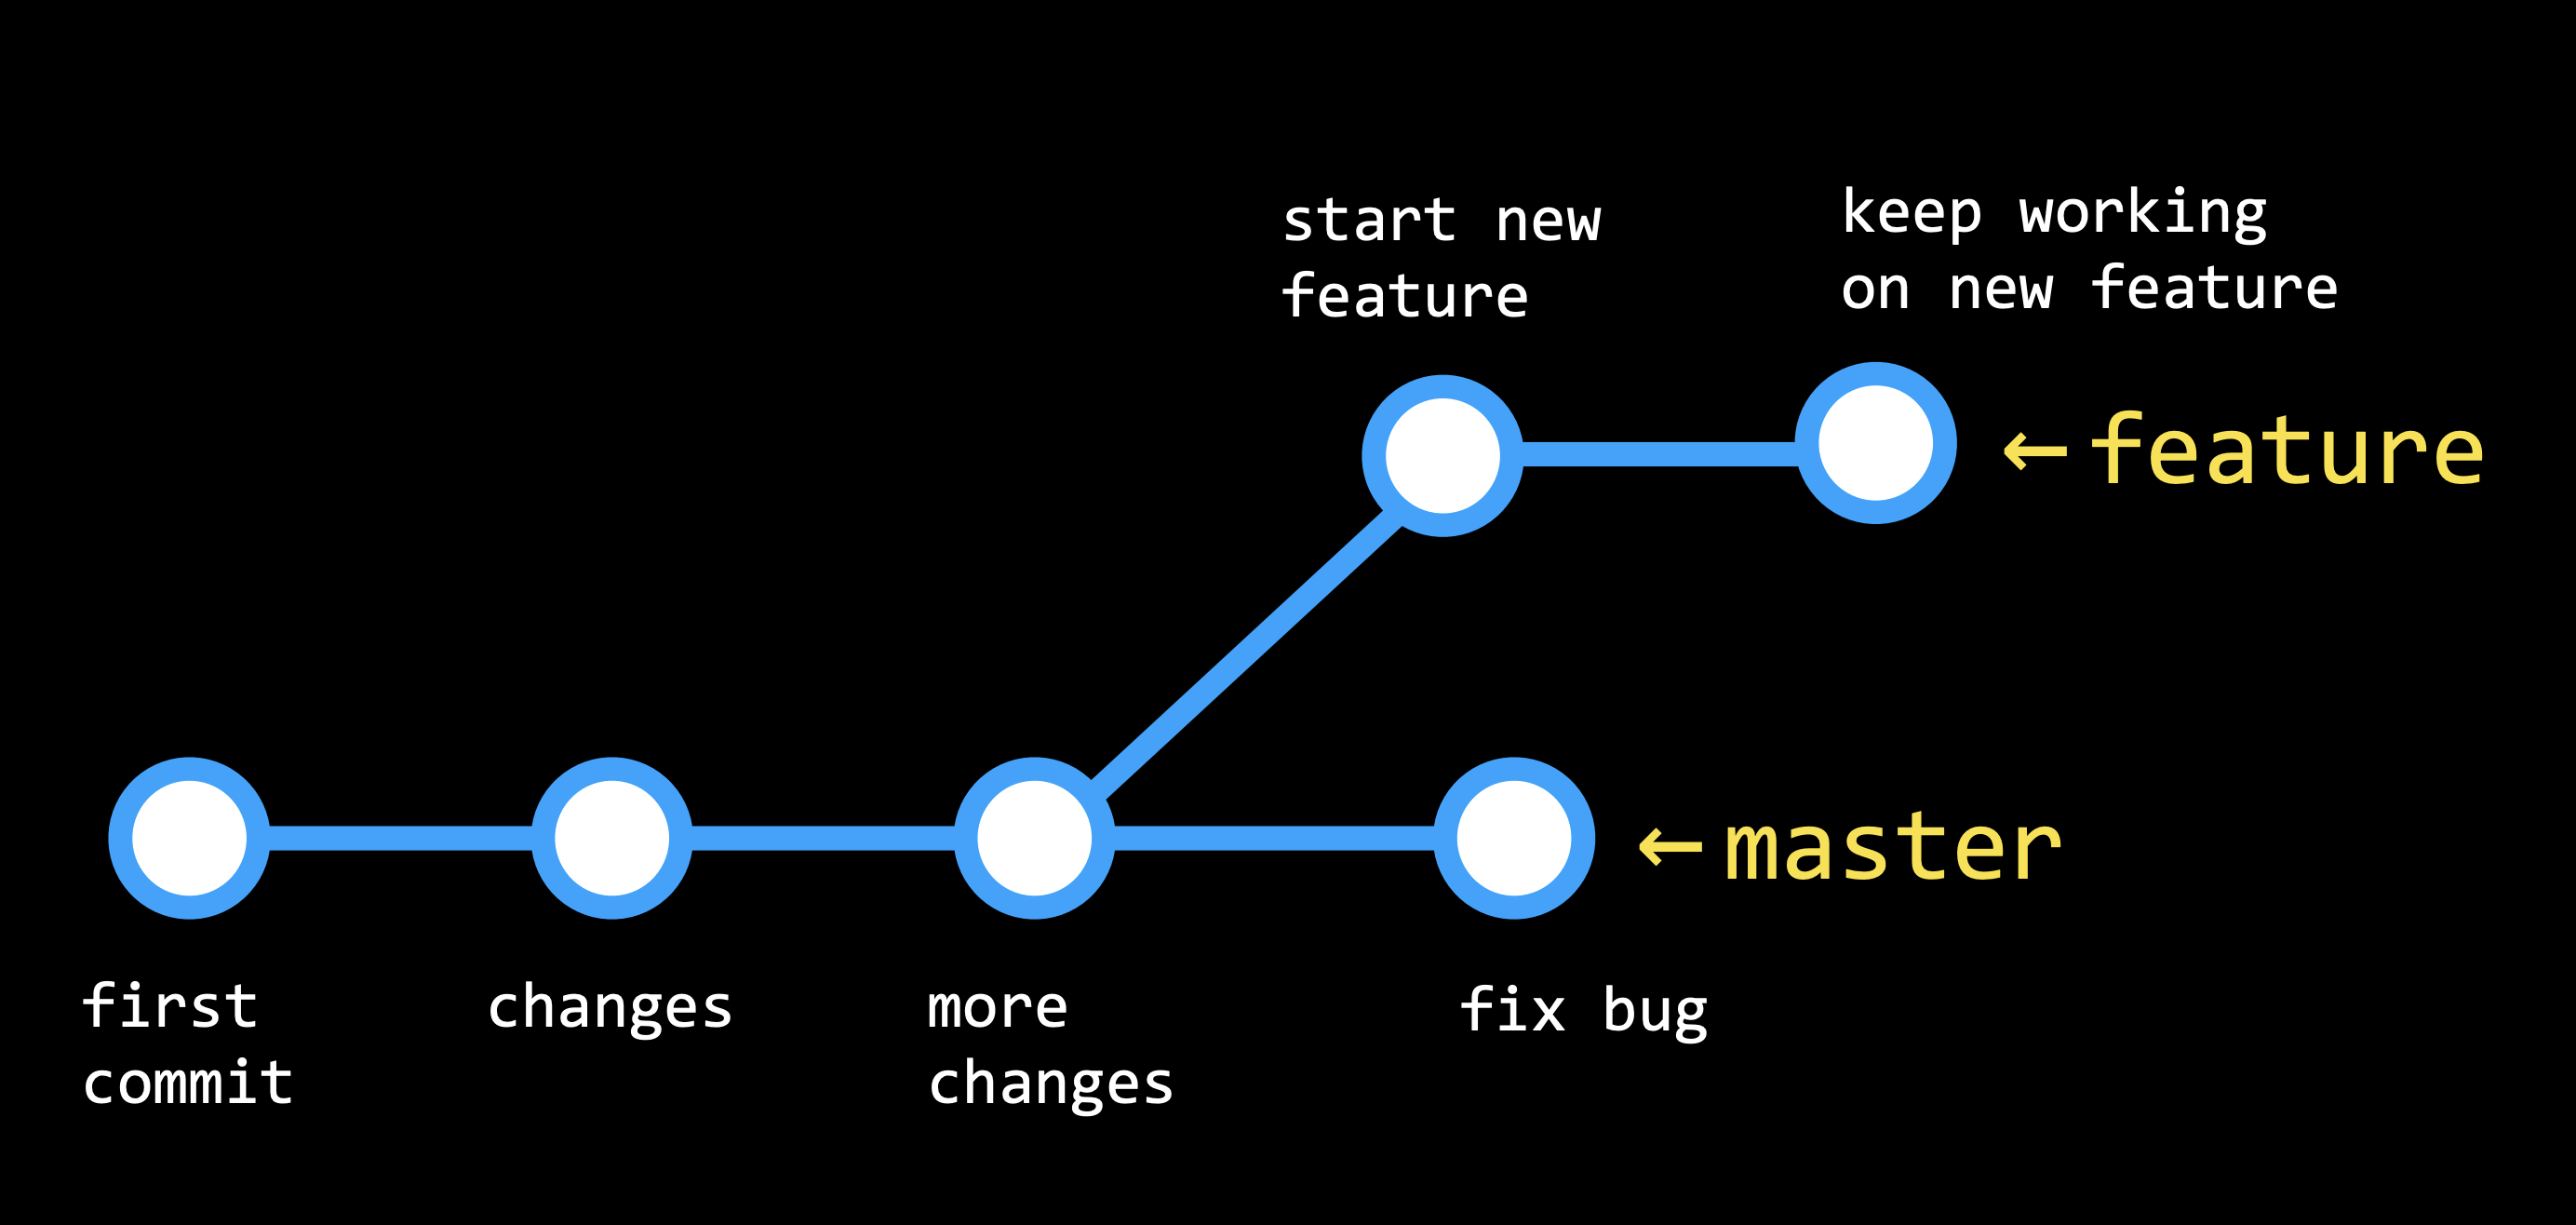 start new
feature
keep working
on new feature
← feature
← master
first
commit
changes
more
changes
fix bug